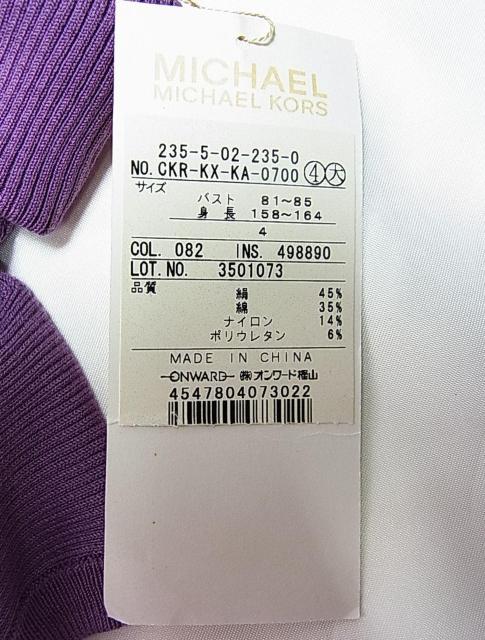 MICHAEL
MICHAEL KORS
235-5-02-235-0
NO. CKR-KX-KA-0700 ④大
サイズ
バスト 81~85
身長 158~164
4
COL. 082 INS. 498890
LOT. NO. 3501073
品質
絹 45%
綿 35%
ナイロン 14%
ポリウレタン 6%
MADE IN CHINA
ONWARD ㈱オンワード樫山
4547804073022